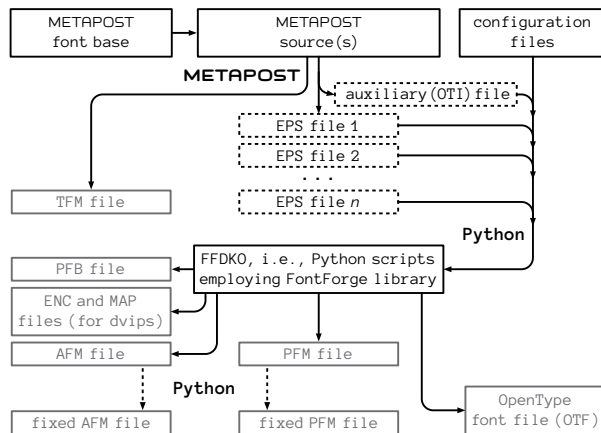 METAPOST
font base
METAPOST
source(s)
configuration
files
METAPOST
auxiliary (OTI) file
EPS file 1
EPS file 2
...
EPS file n
TFM file
Python
PFB file
FFDKO, i.e., Python scripts
employing FontForge library
ENC and MAP
files (for dvips)
AFM file
PFM file
Python
fixed AFM file
fixed PFM file
OpenType
font file (OTF)